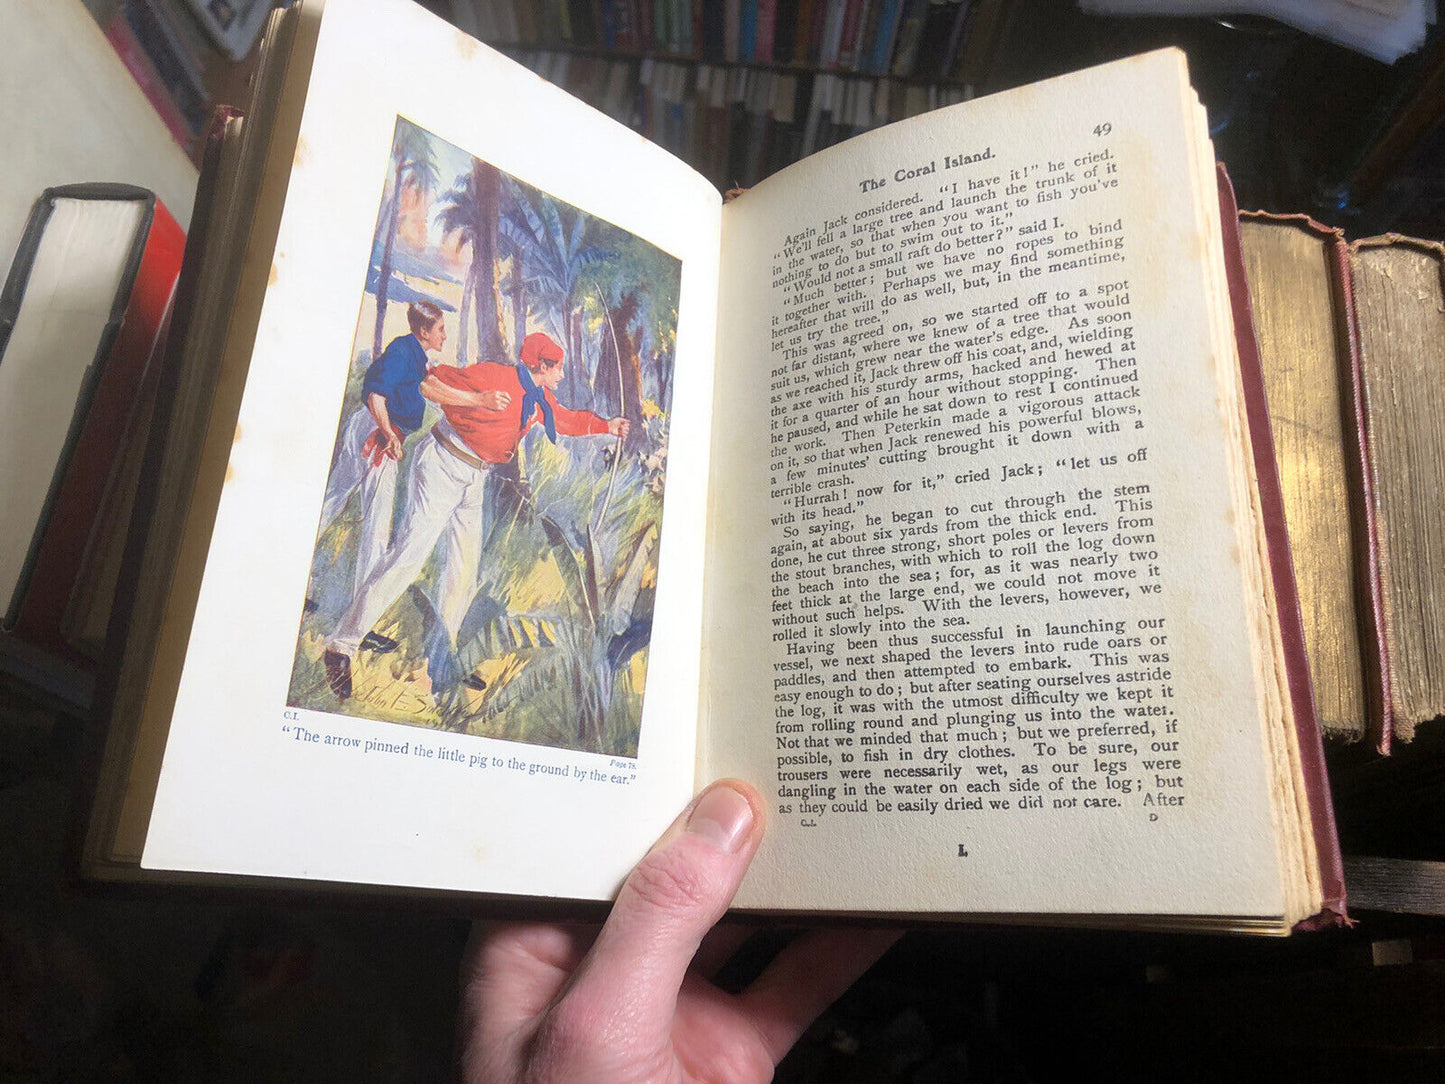 John F.
C.I.
Page 78.
"The arrow pinned the little pig to the ground by the ear."
49
The Coral Island.
Again Jack considered. "I have it!" he cried.
"We'll fell a large tree and launch the trunk of it
in the water, so that when you want to fish you've
nothing to do but to swim out to it."
"Would not a small raft do better?" said I.
"Much better; but we have no ropes to bind
it together with. Perhaps we may find something
hereafter that will do as well, but, in the meantime,
let us try the tree."
This was agreed on, so we started off to a spot
not far distant, where we knew of a tree that would
suit us, which grew near the water's edge. As soon
as we reached it, Jack threw off his coat, and, wielding
the axe with his sturdy arms, hacked and hewed at
it for a quarter of an hour without stopping. Then
he paused, and while he sat down to rest I continued
the work. Then Peterkin made a vigorous attack
on it, so that when Jack renewed his powerful blows,
a few minutes' cutting brought it down with a
terrible crash.
"Hurrah! now for it," cried Jack; "let us off
with its head."
So saying, he began to cut through the stem
again, at about six yards from the thick end. This
done, he cut three strong, short poles or levers from
the stout branches, with which to roll the log down
the beach into the sea; for, as it was nearly two
feet thick at the large end, we could not move it
without such helps. With the levers, however, we
rolled it slowly into the sea.
Having been thus successful in launching our
vessel, we next shaped the levers into rude oars or
paddles, and then attempted to embark. This was
easy enough to do; but after seating ourselves astride
the log, it was with the utmost difficulty we kept it
from rolling round and plunging us into the water.
Not that we minded that much; but we preferred, if
possible, to fish in dry clothes. To be sure, our
trousers were necessarily wet, as our legs were
dangling in the water on each side of the log; but
as they could be easily dried we did not care. After
C.I.
D